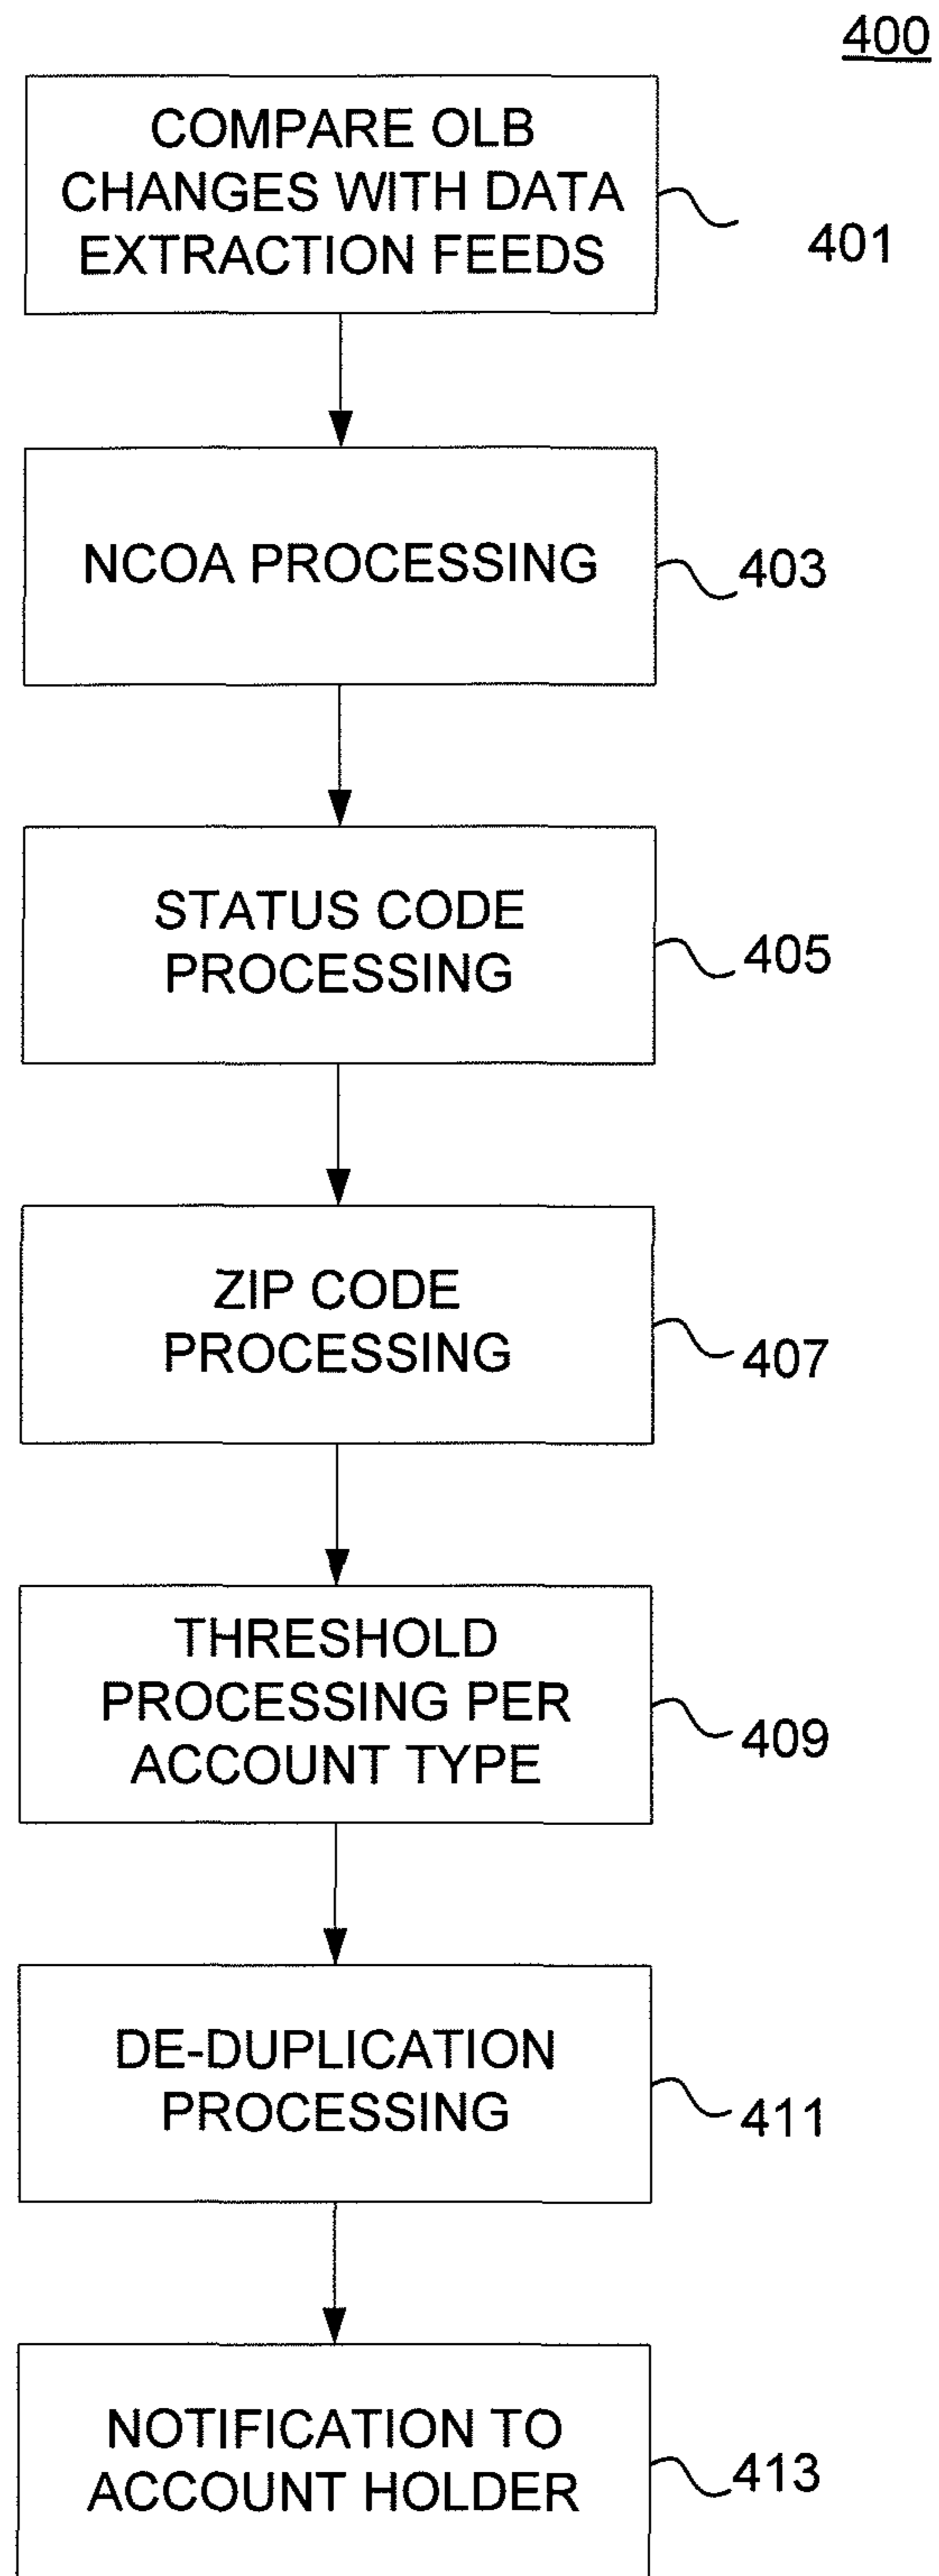 400
COMPARE OLB
CHANGES WITH DATA
EXTRACTION FEEDS
401
NCOA PROCESSING
403
STATUS CODE
PROCESSING
405
ZIP CODE
PROCESSING
407
THRESHOLD
PROCESSING PER
ACCOUNT TYPE
409
DE-DUPLICATION
PROCESSING
411
NOTIFICATION TO
ACCOUNT HOLDER
413